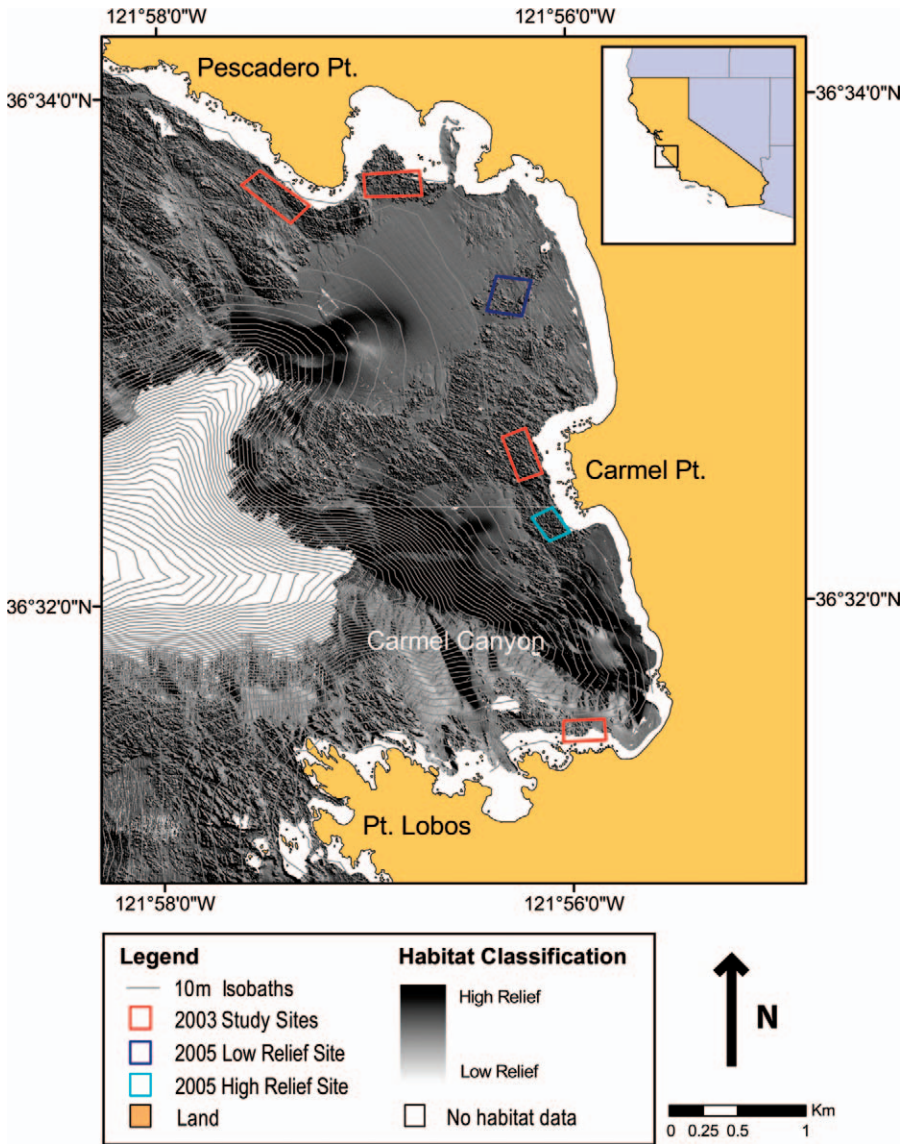 121°58'0"W 121°56'0"W
Pescadero Pt.
36°34'0"N 36°34'0"N
Carmel Pt.
36°32'0"N 36°32'0"N
Carmel Canyon
Pt. Lobos
121°58'0"W 121°56'0"W
Legend
10m Isobaths
2003 Study Sites
2005 Low Relief Site
2005 High Relief Site
Land
Habitat Classification
High Relief
Low Relief
No habitat data
N
Km
0 0.25 0.5 1